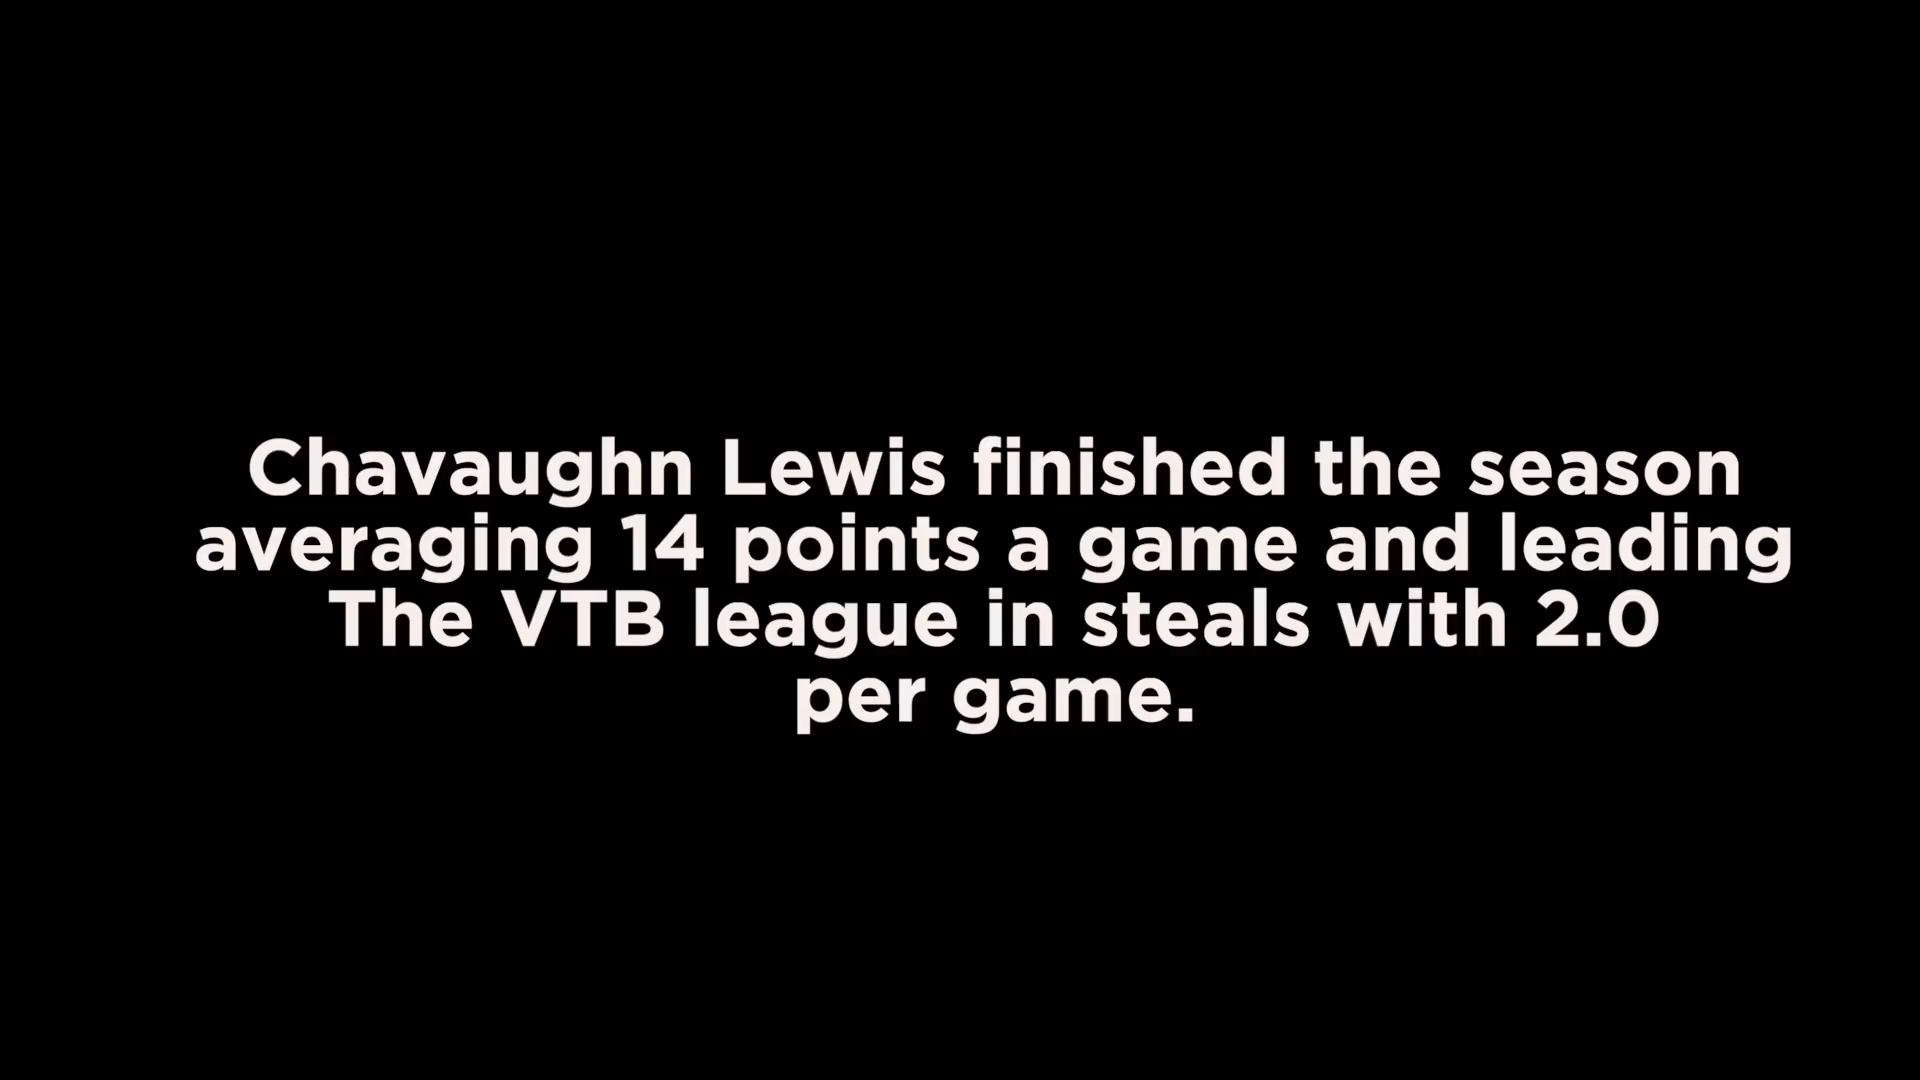 Chavaughn Lewis finished the season
averaging 14 points a game and leading
The VTB league in steals with 2.0
per game.